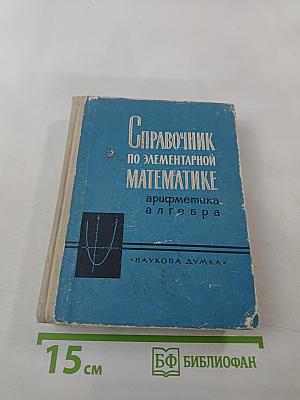 Справочник
по элементарной
математике
арифметика
алгебра
«НАУКОВА ДУМКА»
15 см
БФ БИБЛИОФАН